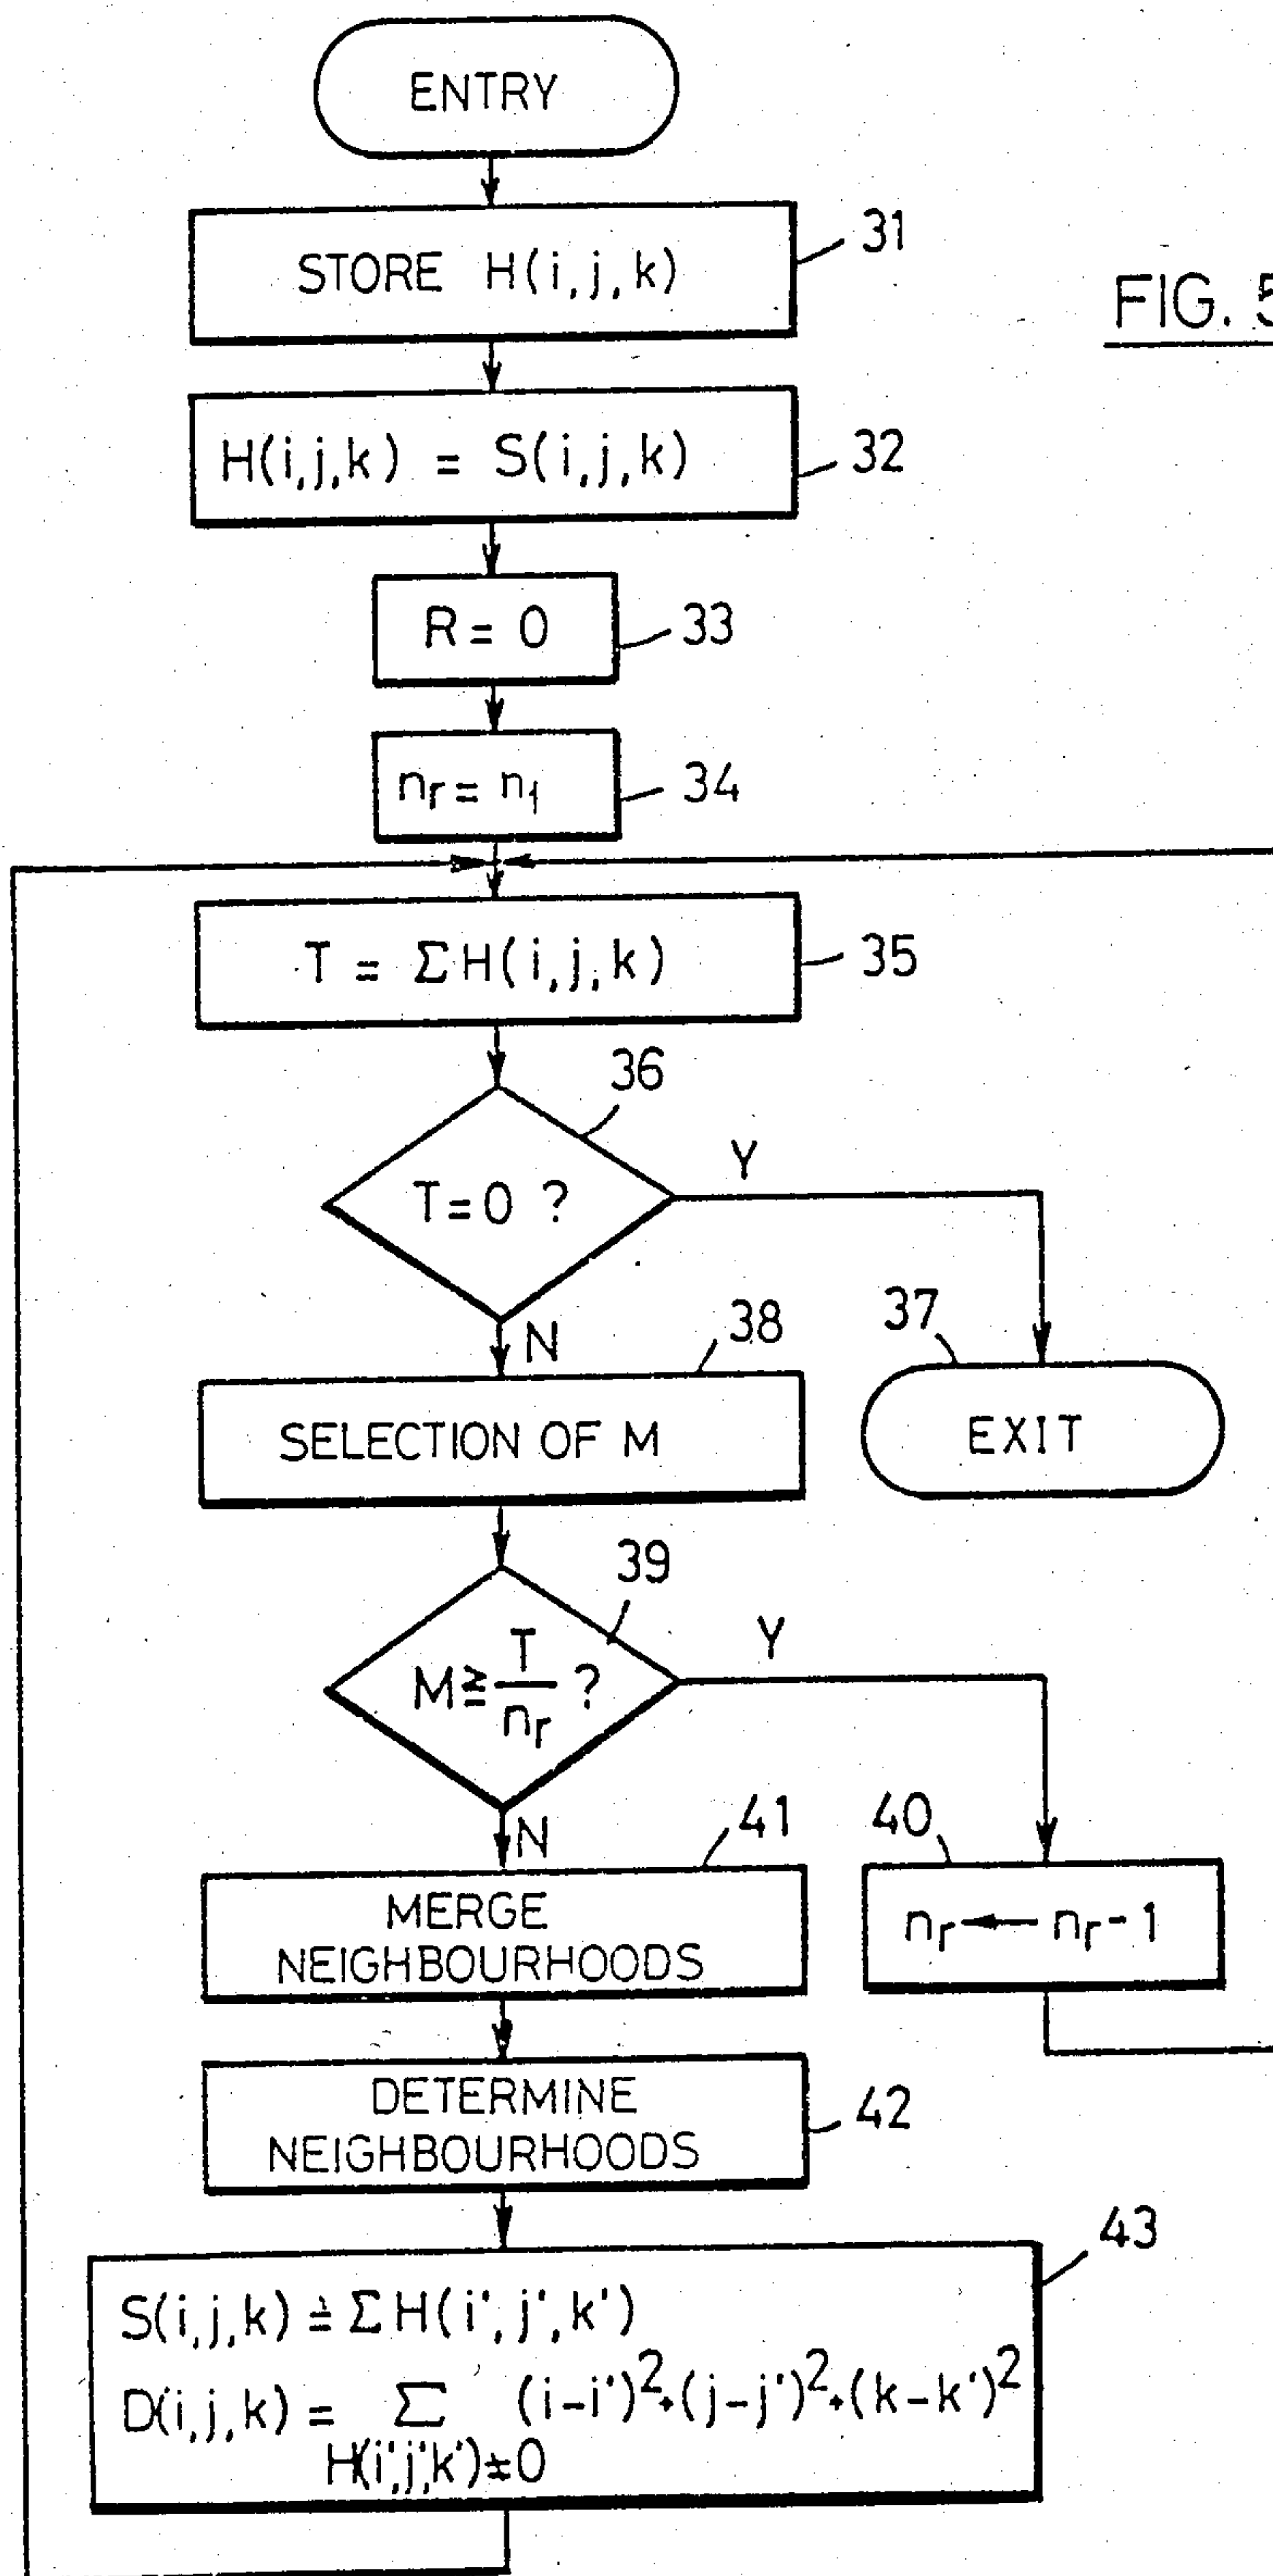 ENTRY
31
STORE H(i,j,k)
FIG. 5
32
H(i,j,k) = S(i,j,k)
R = 0
33
nr = n1
34
T = ΣH(i,j,k)
35
36
T=0 ?
Y
N
38
37
SELECTION OF M
EXIT
39
M ≧ T/nr ?
Y
N
41
40
MERGE
NEIGHBOURHOODS
nr ← nr-1
DETERMINE
NEIGHBOURHOODS
42
43
S(i,j,k) = ΣH(i',j',k')
D(i,j,k) = Σ (i-i')²+(j-j')²+(k-k')²
H(i',j',k')≠0